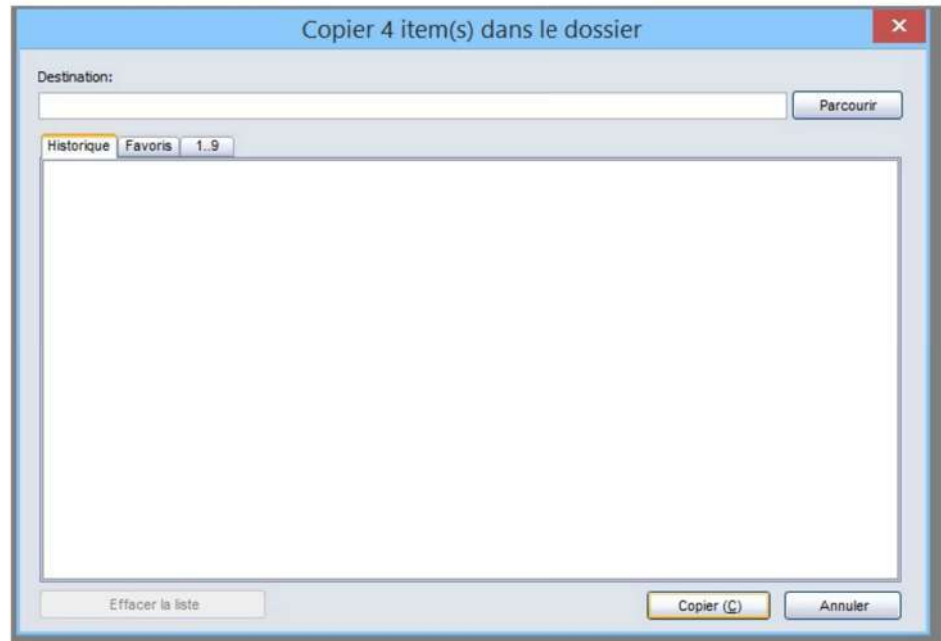 Copier 4 item(s) dans le dossier
Destination:
Parcourir
Historique Favoris 1..9
Effacer la liste Copier (C) Annuler